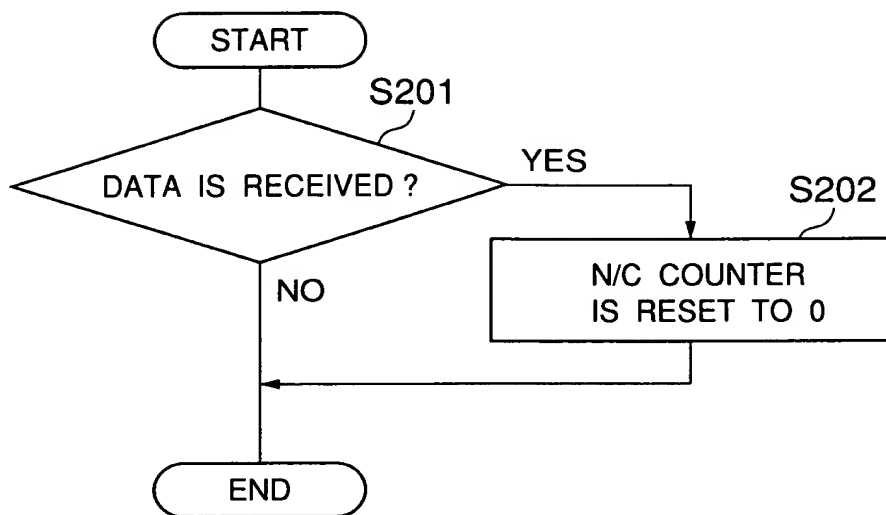 START
S201
DATA IS RECEIVED ?
YES
S202
N/C COUNTER
IS RESET TO 0
NO
END